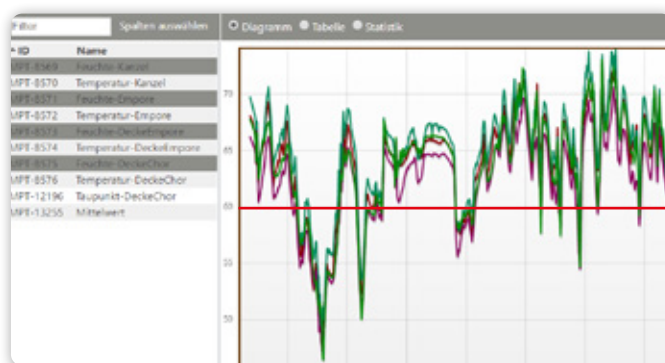 Filter Spalten auswählen Diagramm Tabelle Statistik
ID Name
MPT-8569 Feuchte-Kanzel
MPT-8570 Temperatur-Kanzel
MPT-8571 Feuchte-Empore
MPT-8572 Temperatur-Empore
MPT-8573 Feuchte-DeckeEmpore
MPT-8574 Temperatur-DeckeEmpore
MPT-8575 Feuchte-DeckeChor
MPT-8576 Temperatur-DeckeChor
MPT-12196 Taupunkt-DeckeChor
MPT-13255 Mittelwert
70
65
60
55
50